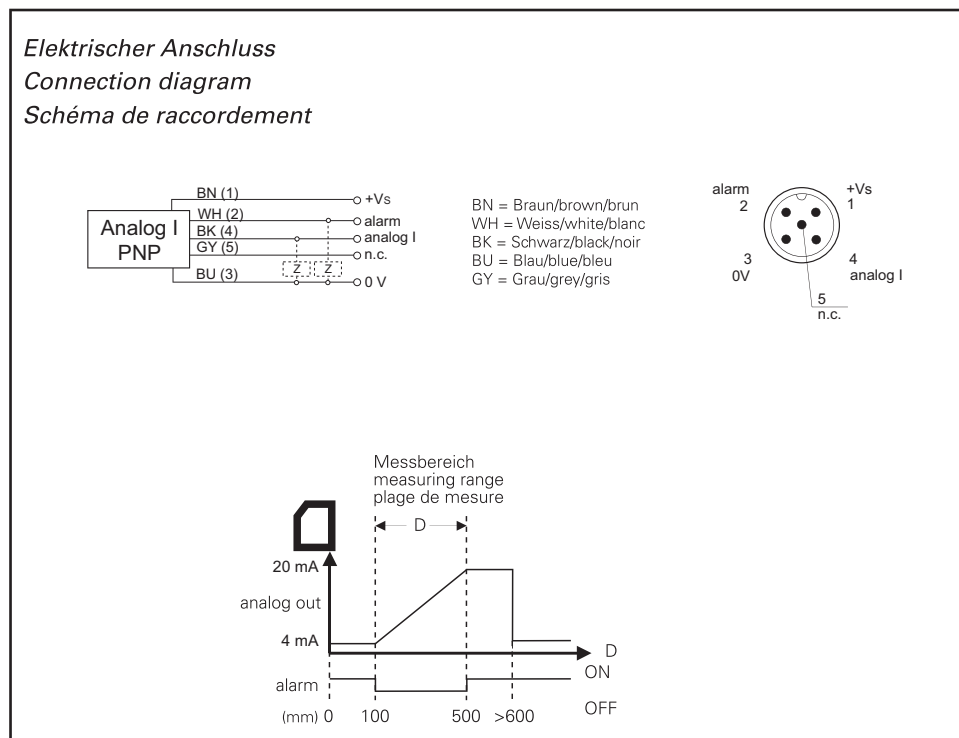 Elektrischer Anschluss
Connection diagram
Schéma de raccordement
BN (1)
+Vs
WH (2)
alarm
Analog I
PNP
BK (4)
analog I
GY (5)
n.c.
Z Z
BU (3)
0 V
BN = Braun/brown/brun
WH = Weiss/white/blanc
BK = Schwarz/black/noir
BU = Blau/blue/bleu
GY = Grau/grey/gris
alarm
2
+Vs
1
3
0V
4
analog I
5
n.c.
Messbereich
measuring range
plage de mesure
D
20 mA
analog out
4 mA
D
ON
alarm
OFF
(mm) 0 100 500 >600